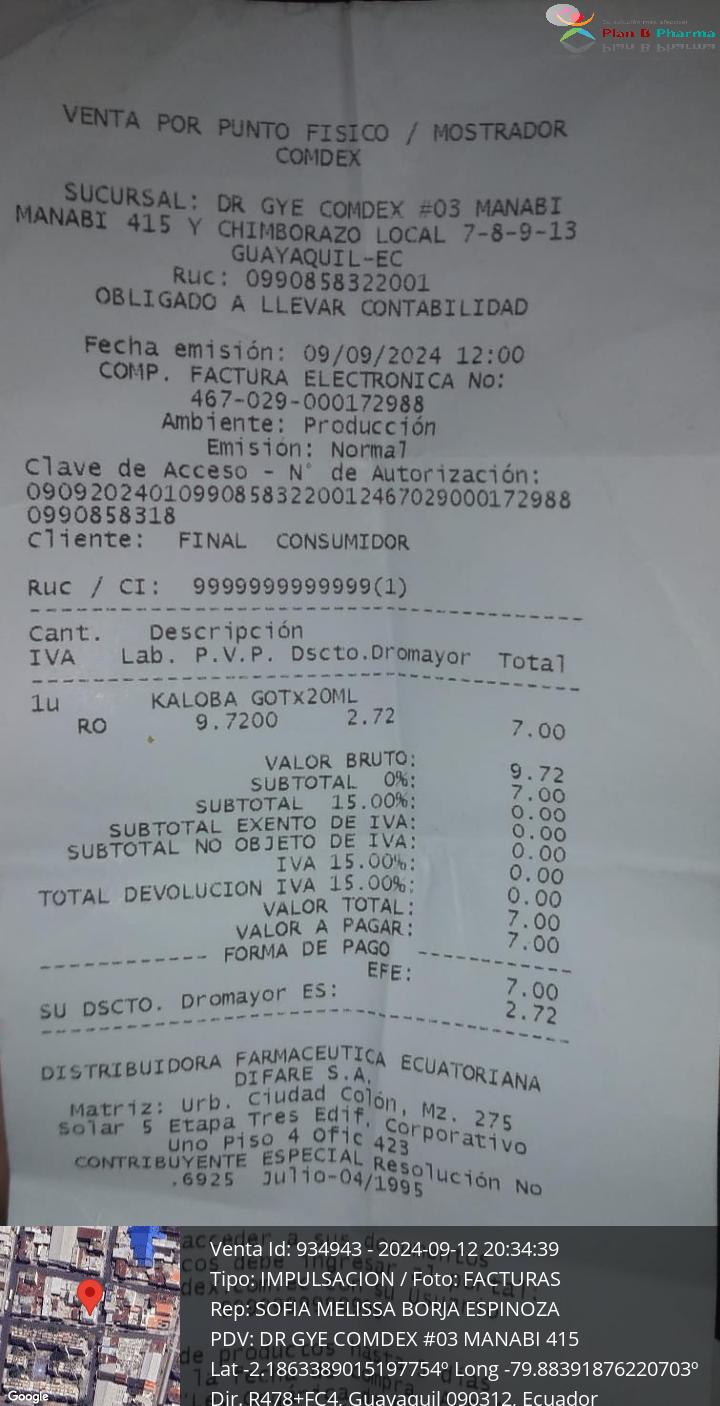 Plan B Pharma
VENTA POR PUNTO FISICO / MOSTRADOR
COMDEX
SUCURSAL: DR GYE COMDEX #03 MANABI
MANABI 415 Y CHIMBORAZO LOCAL 7-8-9-13
GUAYAQUIL-EC
Ruc: 0990858322001
OBLIGADO A LLEVAR CONTABILIDAD
Fecha emisión: 09/09/2024 12:00
COMP. FACTURA ELECTRONICA No:
467-029-000172988
Ambiente: Producción
Emisión: Normal
Clave de Acceso - N° de Autorización:
090920240109908583220012467029000172988
0990858318
Cliente: FINAL CONSUMIDOR
Ruc / CI: 9999999999999(1)
Cant. Descripción
IVA Lab. P.V.P. Dscto.Dromayor Total
1u KALOBA GOTX20ML
RO 9.7200 2.72 7.00
VALOR BRUTO: 9.72
SUBTOTAL 0%: 7.00
SUBTOTAL 15.00%: 0.00
SUBTOTAL EXENTO DE IVA: 0.00
SUBTOTAL NO OBJETO DE IVA: 0.00
IVA 15.00%: 0.00
TOTAL DEVOLUCION IVA 15.00%: 0.00
VALOR TOTAL: 7.00
VALOR A PAGAR: 7.00
------------ FORMA DE PAGO ------------
EFE: 7.00
SU DSCTO. Dromayor ES: 2.72
DISTRIBUIDORA FARMACEUTICA ECUATORIANA
DIFARE S.A.
Matriz: Urb. Ciudad Colón, Mz. 275
Solar 5 Etapa Tres Edif. Corporativo
Uno Piso 4 Ofic 423
CONTRIBUYENTE ESPECIAL Resolución No
.6925 Julio-04/1995
Venta Id: 934943 - 2024-09-12 20:34:39
Tipo: IMPULSACION / Foto: FACTURAS
Rep: SOFIA MELISSA BORJA ESPINOZA
PDV: DR GYE COMDEX #03 MANABI 415
Lat -2.1863389015197754º Long -79.88391876220703º
Dir. R478+FC4, Guayaquil 090312, Ecuador
Google